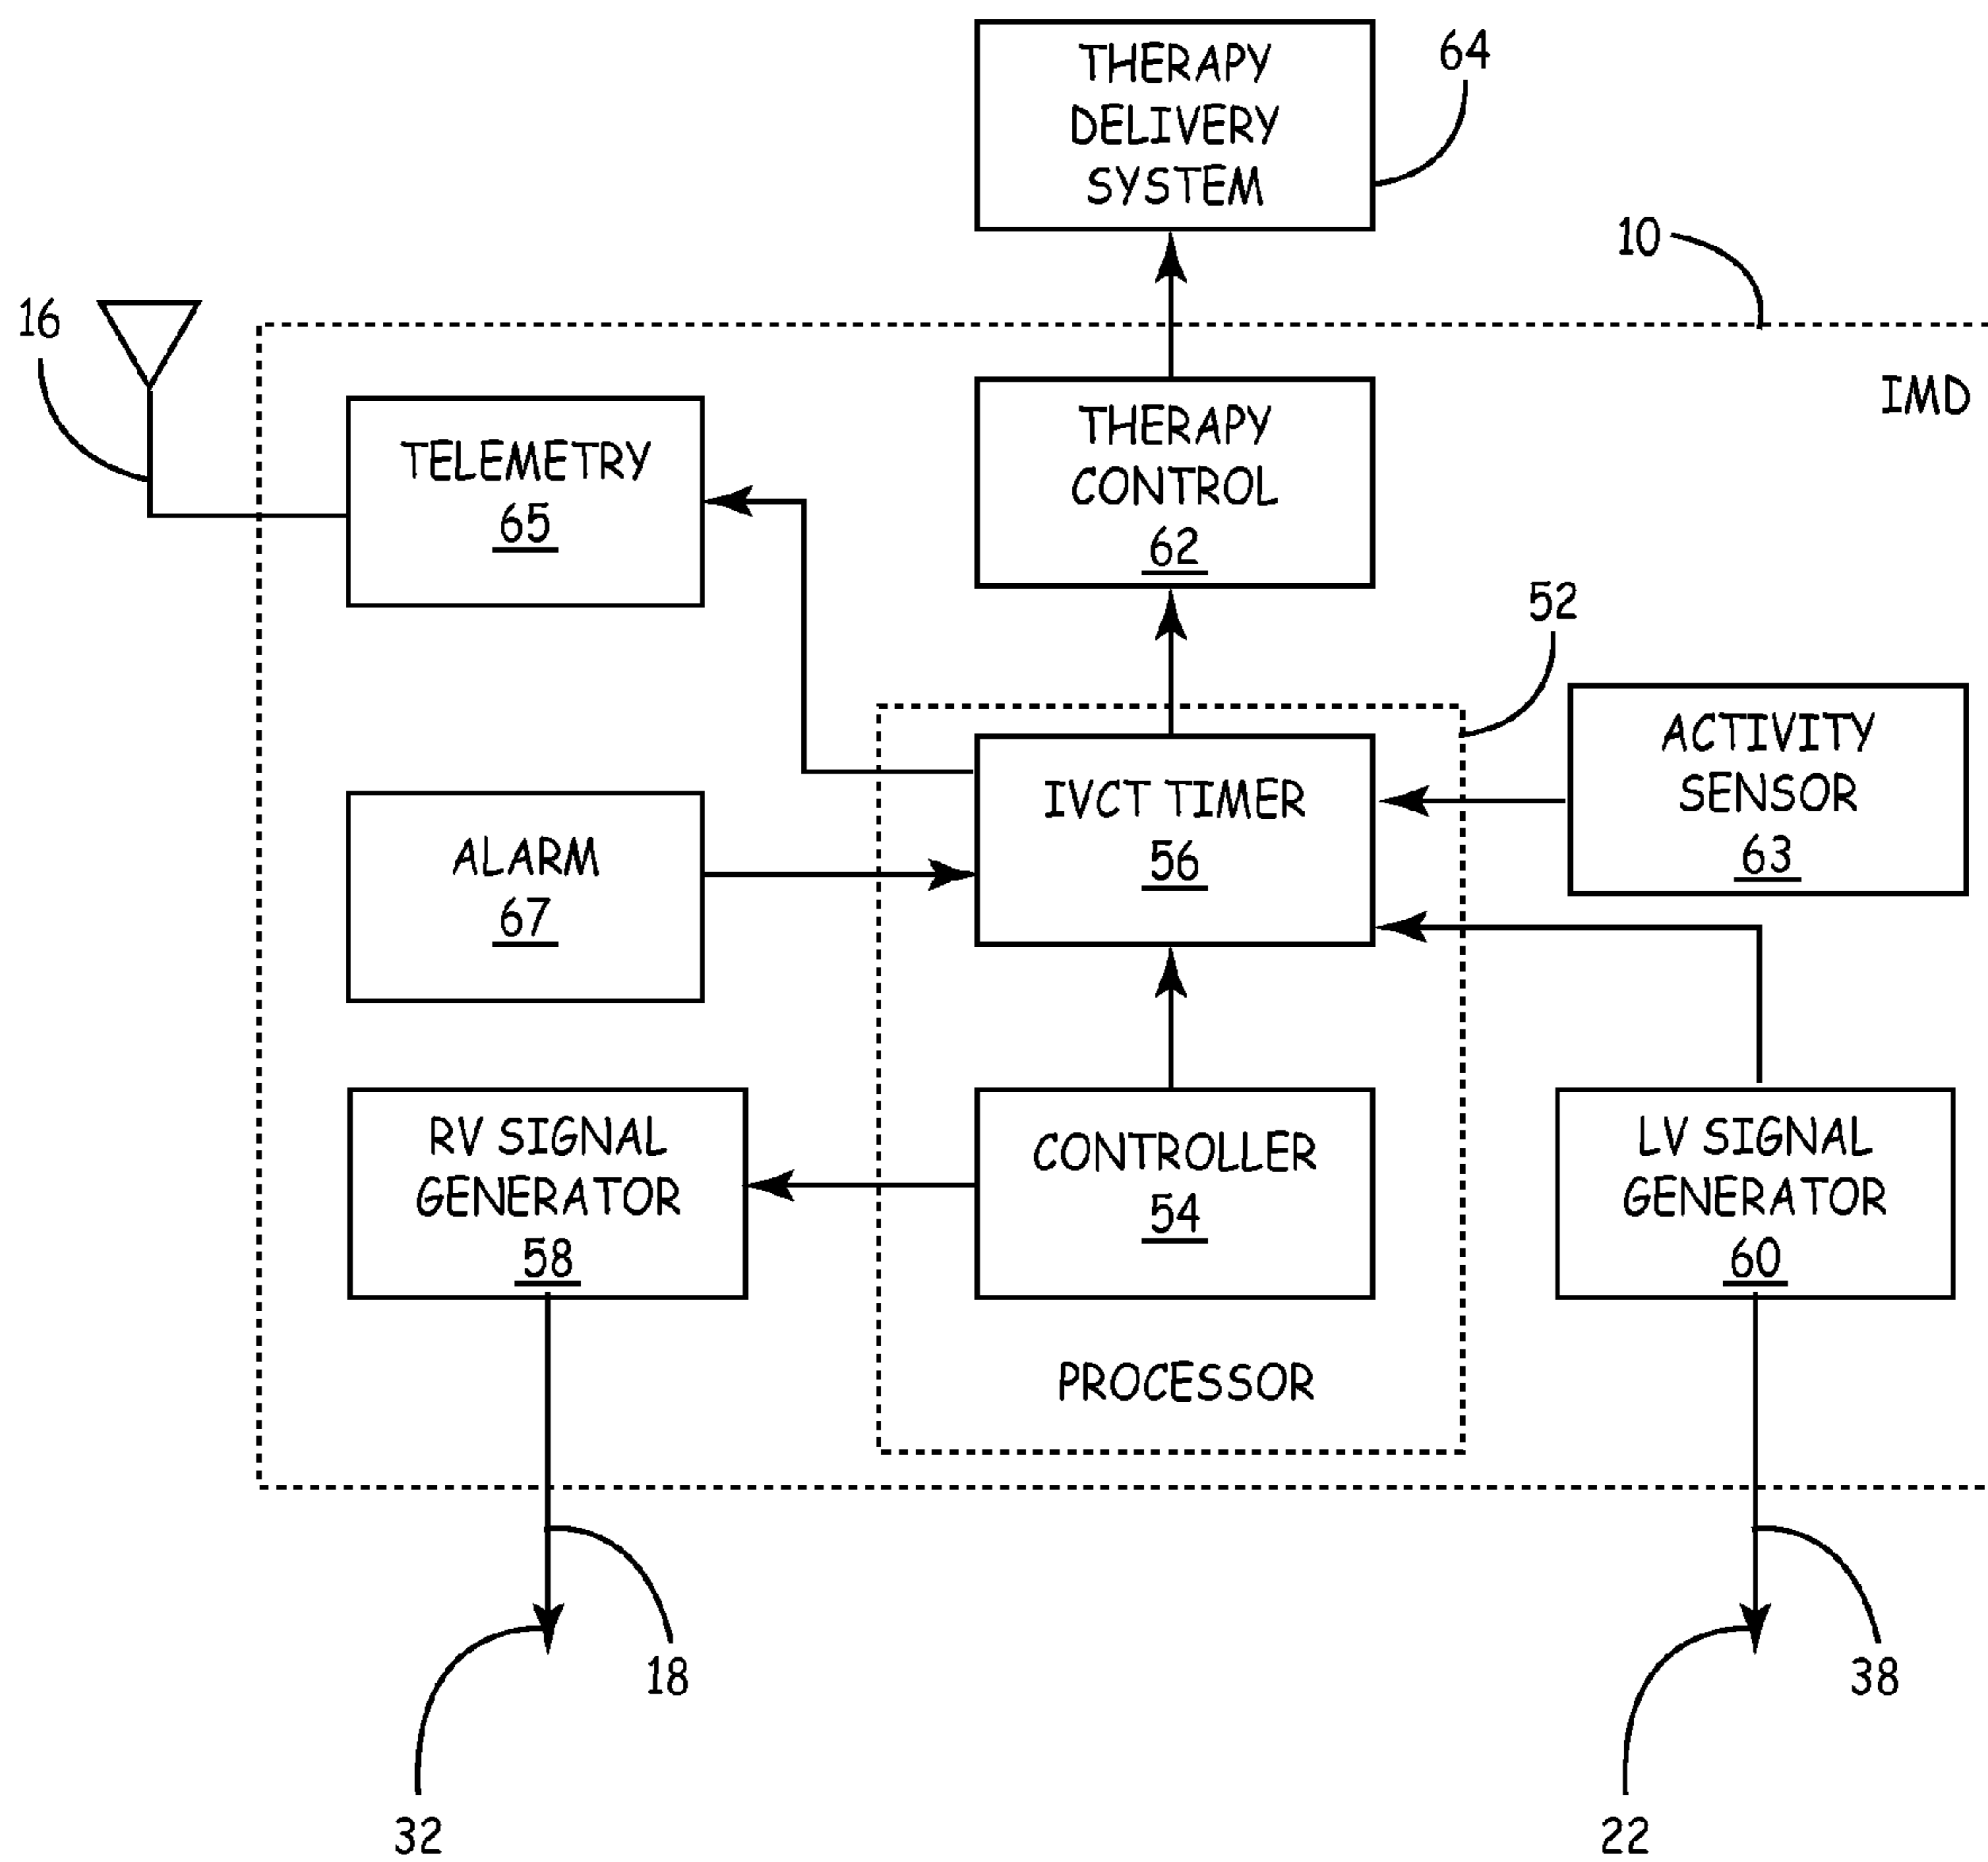 THERAPY
DELIVERY
SYSTEM
64
10
16
IMD
TELEMETRY
65
THERAPY
CONTROL
62
52
ACTIVITY
SENSOR
63
IVCT TIMER
56
ALARM
67
RV SIGNAL
GENERATOR
58
CONTROLLER
54
LV SIGNAL
GENERATOR
60
PROCESSOR
18
38
32
22